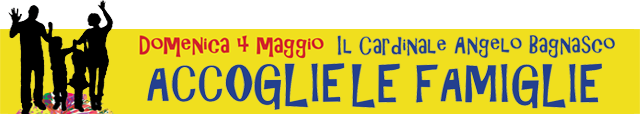 Domenica 4 Maggio Il Cardinale Angelo Bagnasco
ACCOGLIE LE FAMIGLIE